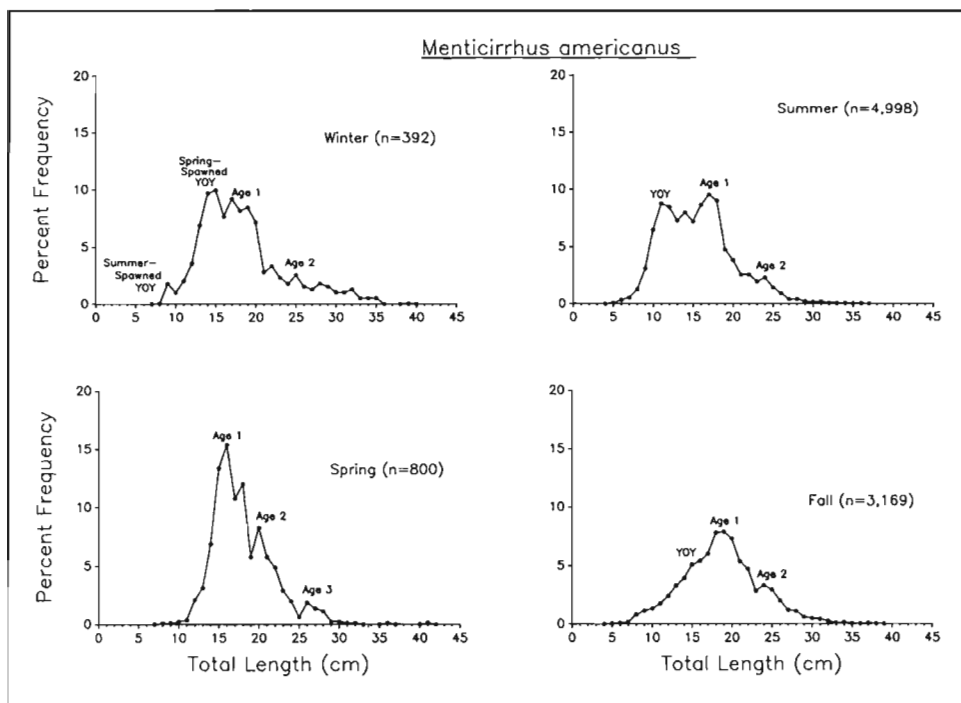 Menticirrhus americanus
Percent Frequency
20
15
10
5
0
Winter (n=392)
Spring-
Spawned
YOY
Age 1
Summer-
Spawned
YOY
Age 2
0 5 10 15 20 25 30 35 40 45
20
15
10
5
0
Summer (n=4,998)
YOY
Age 1
Age 2
0 5 10 15 20 25 30 35 40 45
Percent Frequency
20
15
10
5
0
Age 1
Spring (n=800)
Age 2
Age 3
0 5 10 15 20 25 30 35 40 45
Total Length (cm)
20
15
10
5
0
Fall (n=3,169)
Age 1
YOY
Age 2
0 5 10 15 20 25 30 35 40 45
Total Length (cm)